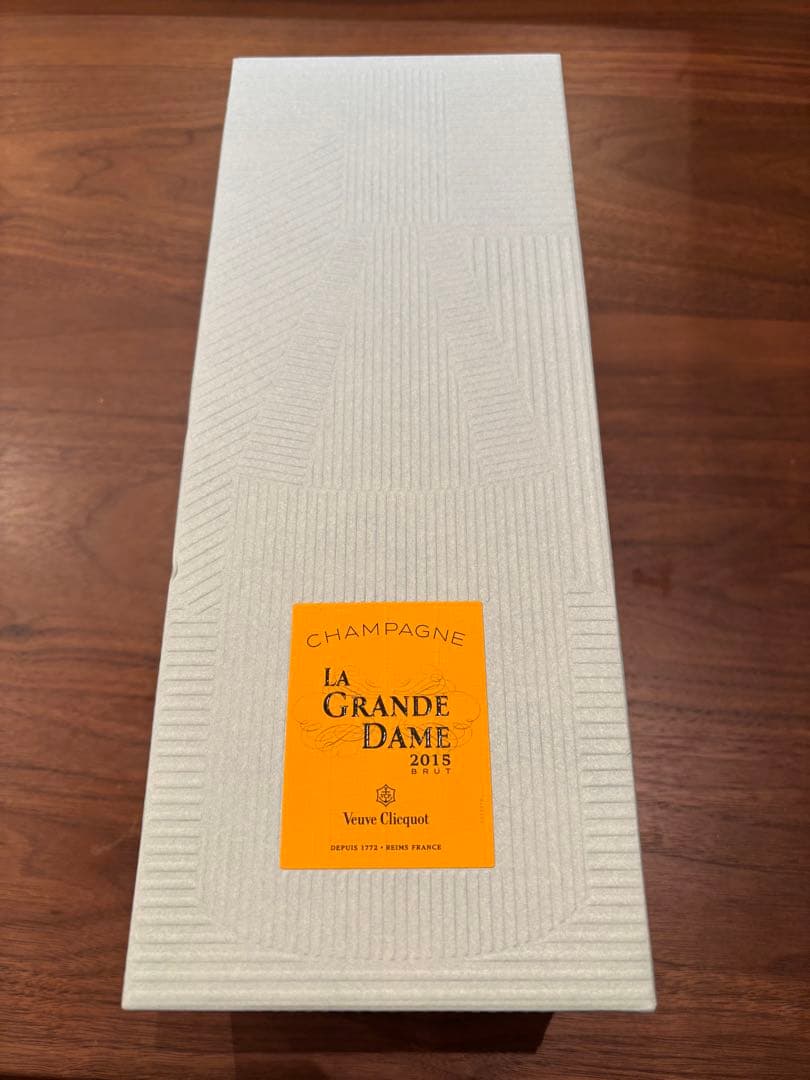 CHAMPAGNE
LA
GRANDE
DAME
2015
BRUT
Veuve Clicquot
DEPUIS 1772 • REIMS FRANCE